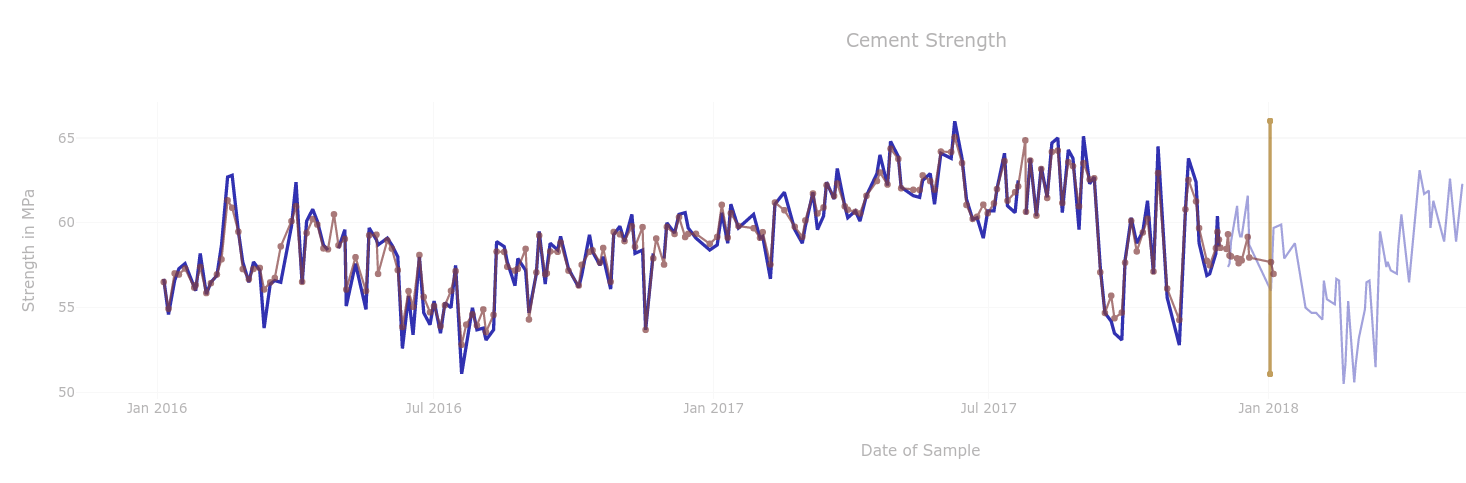 Cement Strength
Strength in MPa
65
60
55
50
Jan 2016
Jul 2016
Jan 2017
Jul 2017
Jan 2018
Date of Sample